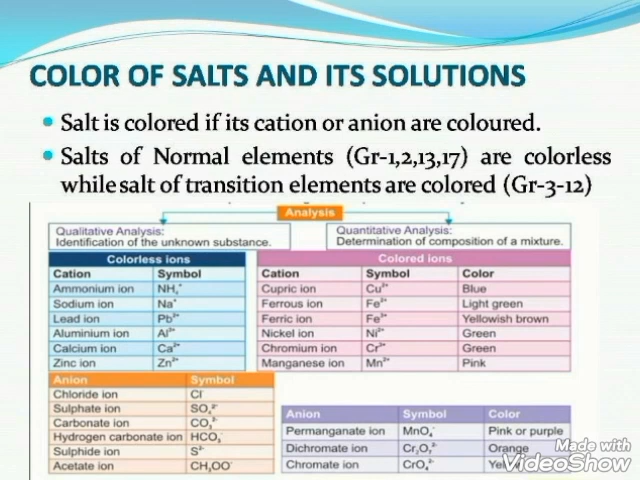 COLOR OF SALTS AND ITS SOLUTIONS
• Salt is colored if its cation or anion are coloured.
• Salts of Normal elements (Gr-1,2,13,17) are colorless
while salt of transition elements are colored (Gr-3-12)
Analysis
Qualitative Analysis:
Identification of the unknown substance.
Quantitative Analysis:
Determination of composition of a mixture.
Colorless ions
Cation Symbol
Ammonium ion NH₄⁺
Sodium ion Na⁺
Lead ion Pb²⁺
Aluminium ion Al³⁺
Calcium ion Ca²⁺
Zinc ion Zn²⁺
Colored ions
Cation Symbol Color
Cupric ion Cu²⁺ Blue
Ferrous ion Fe²⁺ Light green
Ferric ion Fe³⁺ Yellowish brown
Nickel ion Ni²⁺ Green
Chromium ion Cr³⁺ Green
Manganese ion Mn²⁺ Pink
Anion Symbol
Chloride ion Cl⁻
Sulphate ion SO₄²⁻
Carbonate ion CO₃²⁻
Hydrogen carbonate ion HCO₃⁻
Sulphide ion S²⁻
Acetate ion CH₃OO⁻
Anion Symbol Color
Permanganate ion MnO₄⁻ Pink or purple
Dichromate ion Cr₂O₇²⁻ Orange
Chromate ion CrO₄²⁻
Made with
VideoShow